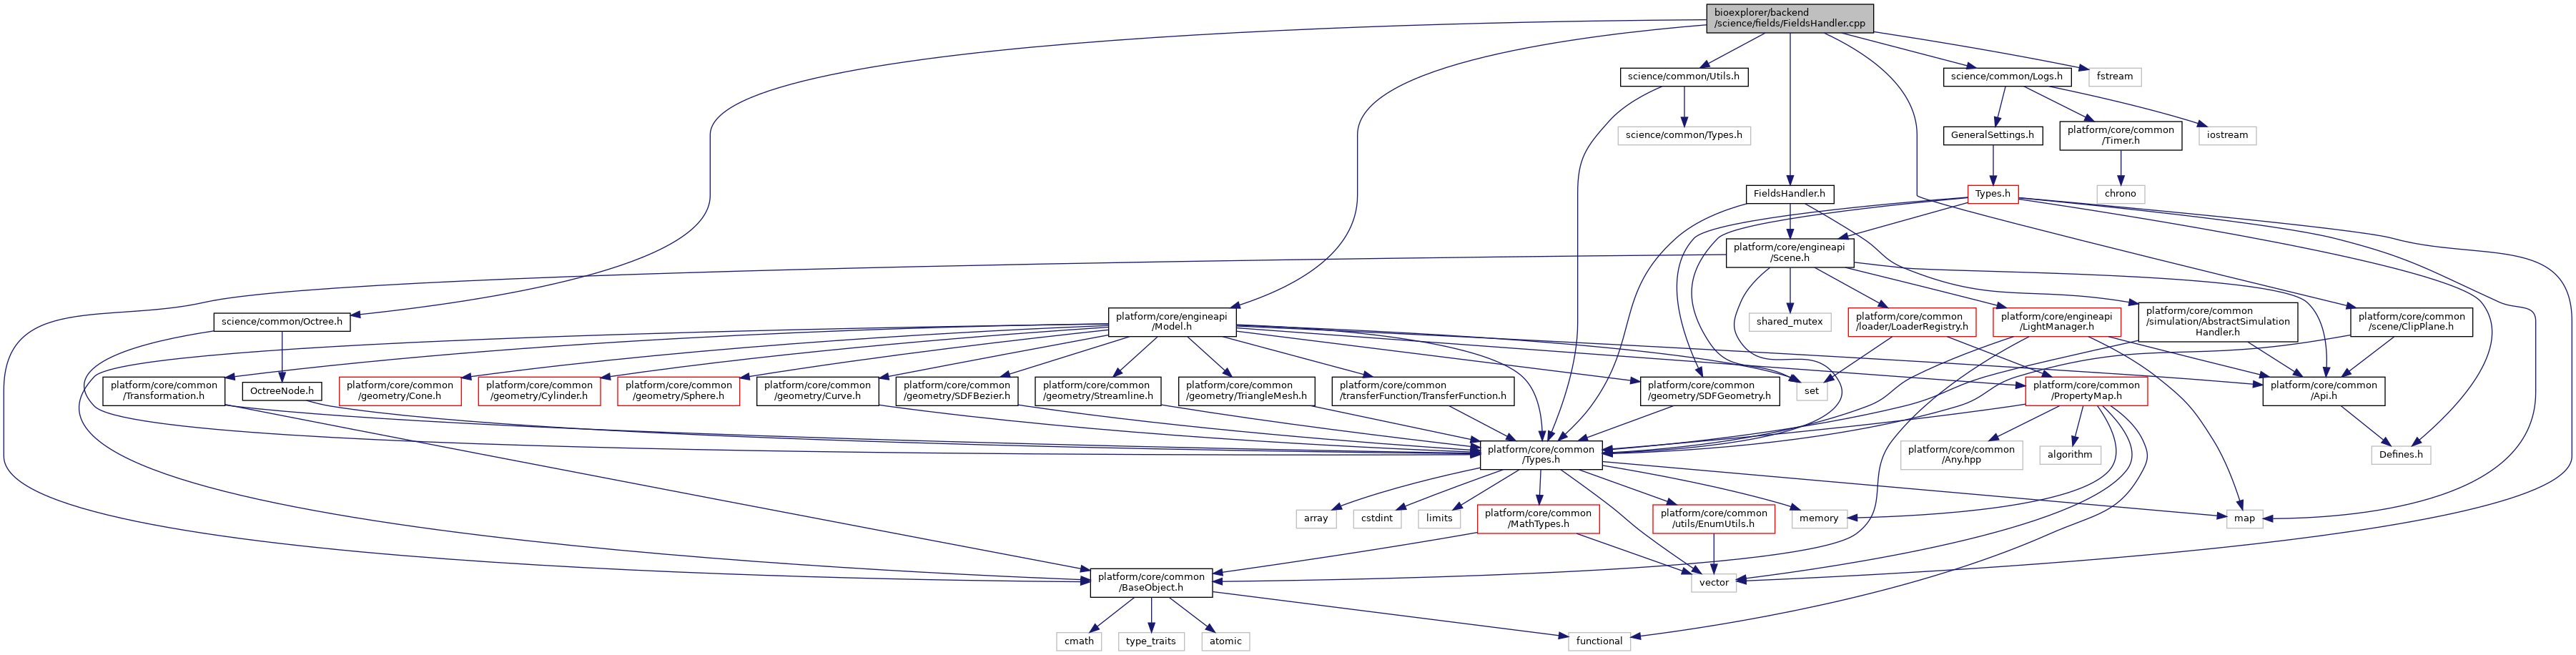 bioexplorer/backend
/science/fields/FieldsHandler.cpp
science/common/Utils.h
science/common/Logs.h
fstream
science/common/Types.h
GeneralSettings.h
platform/core/common
/Timer.h
iostream
FieldsHandler.h
Types.h
chrono
platform/core/engineapi
/Scene.h
science/common/Octree.h
platform/core/engineapi
/Model.h
shared_mutex
platform/core/common
/loader/LoaderRegistry.h
platform/core/engineapi
/LightManager.h
platform/core/common
/simulation/AbstractSimulation
Handler.h
platform/core/common
/scene/ClipPlane.h
platform/core/common
/Transformation.h
OctreeNode.h
platform/core/common
/geometry/Cone.h
platform/core/common
/geometry/Cylinder.h
platform/core/common
/geometry/Sphere.h
platform/core/common
/geometry/Curve.h
platform/core/common
/geometry/SDFBezier.h
platform/core/common
/geometry/Streamline.h
platform/core/common
/geometry/TriangleMesh.h
platform/core/common
/transferFunction/TransferFunction.h
platform/core/common
/geometry/SDFGeometry.h
set
platform/core/common
/PropertyMap.h
platform/core/common
/Api.h
platform/core/common
/Types.h
platform/core/common
/Any.hpp
algorithm
Defines.h
array
cstdint
limits
platform/core/common
/MathTypes.h
platform/core/common
/utils/EnumUtils.h
memory
map
platform/core/common
/BaseObject.h
vector
cmath
type_traits
atomic
functional